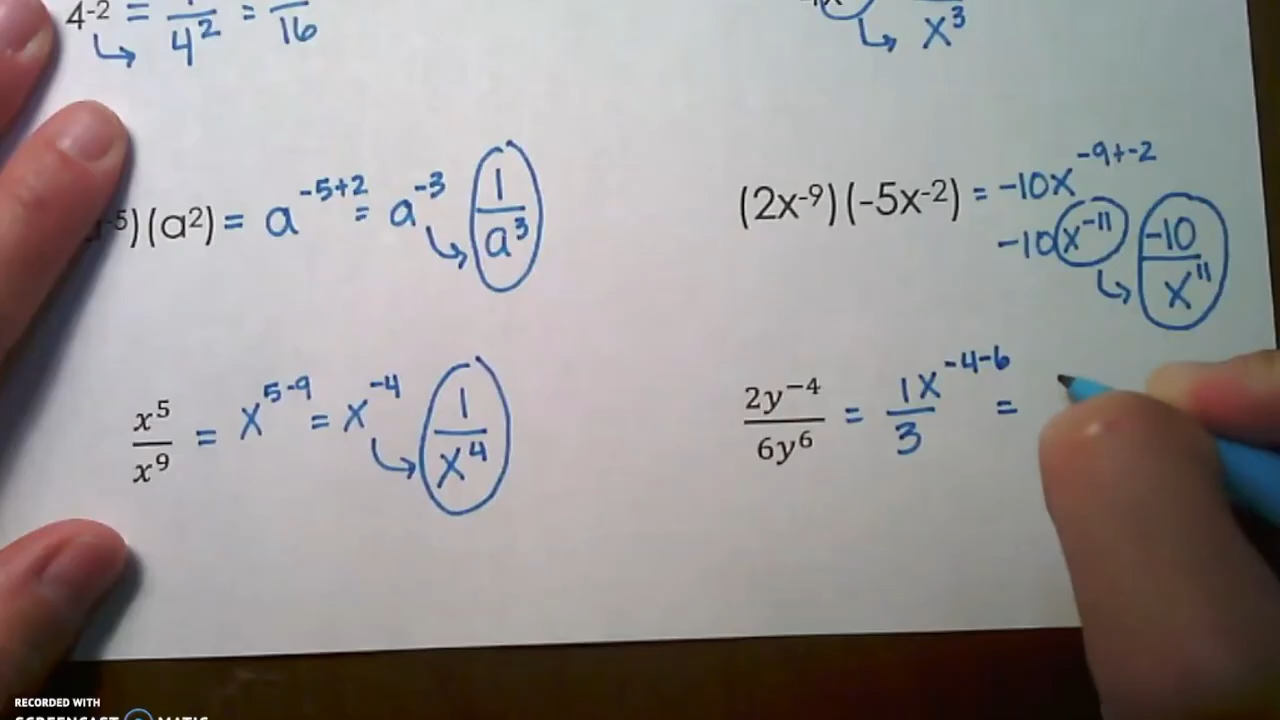 4⁻² = 1/4² = /16
x³
⁻⁵)(a²) = a⁻⁵⁺² = a⁻³ 1/a³
(2x⁻⁹)(-5x⁻²) = -10x⁻⁹⁺⁻²
-10x⁻¹¹ -10/x¹¹
x⁵/x⁹ = x⁵⁻⁹ = x⁻⁴ 1/x⁴
2y⁻⁴/6y⁶ = 1x⁻⁴⁻⁶/3 =
RECORDED WITH
SCREENCAST MATIC